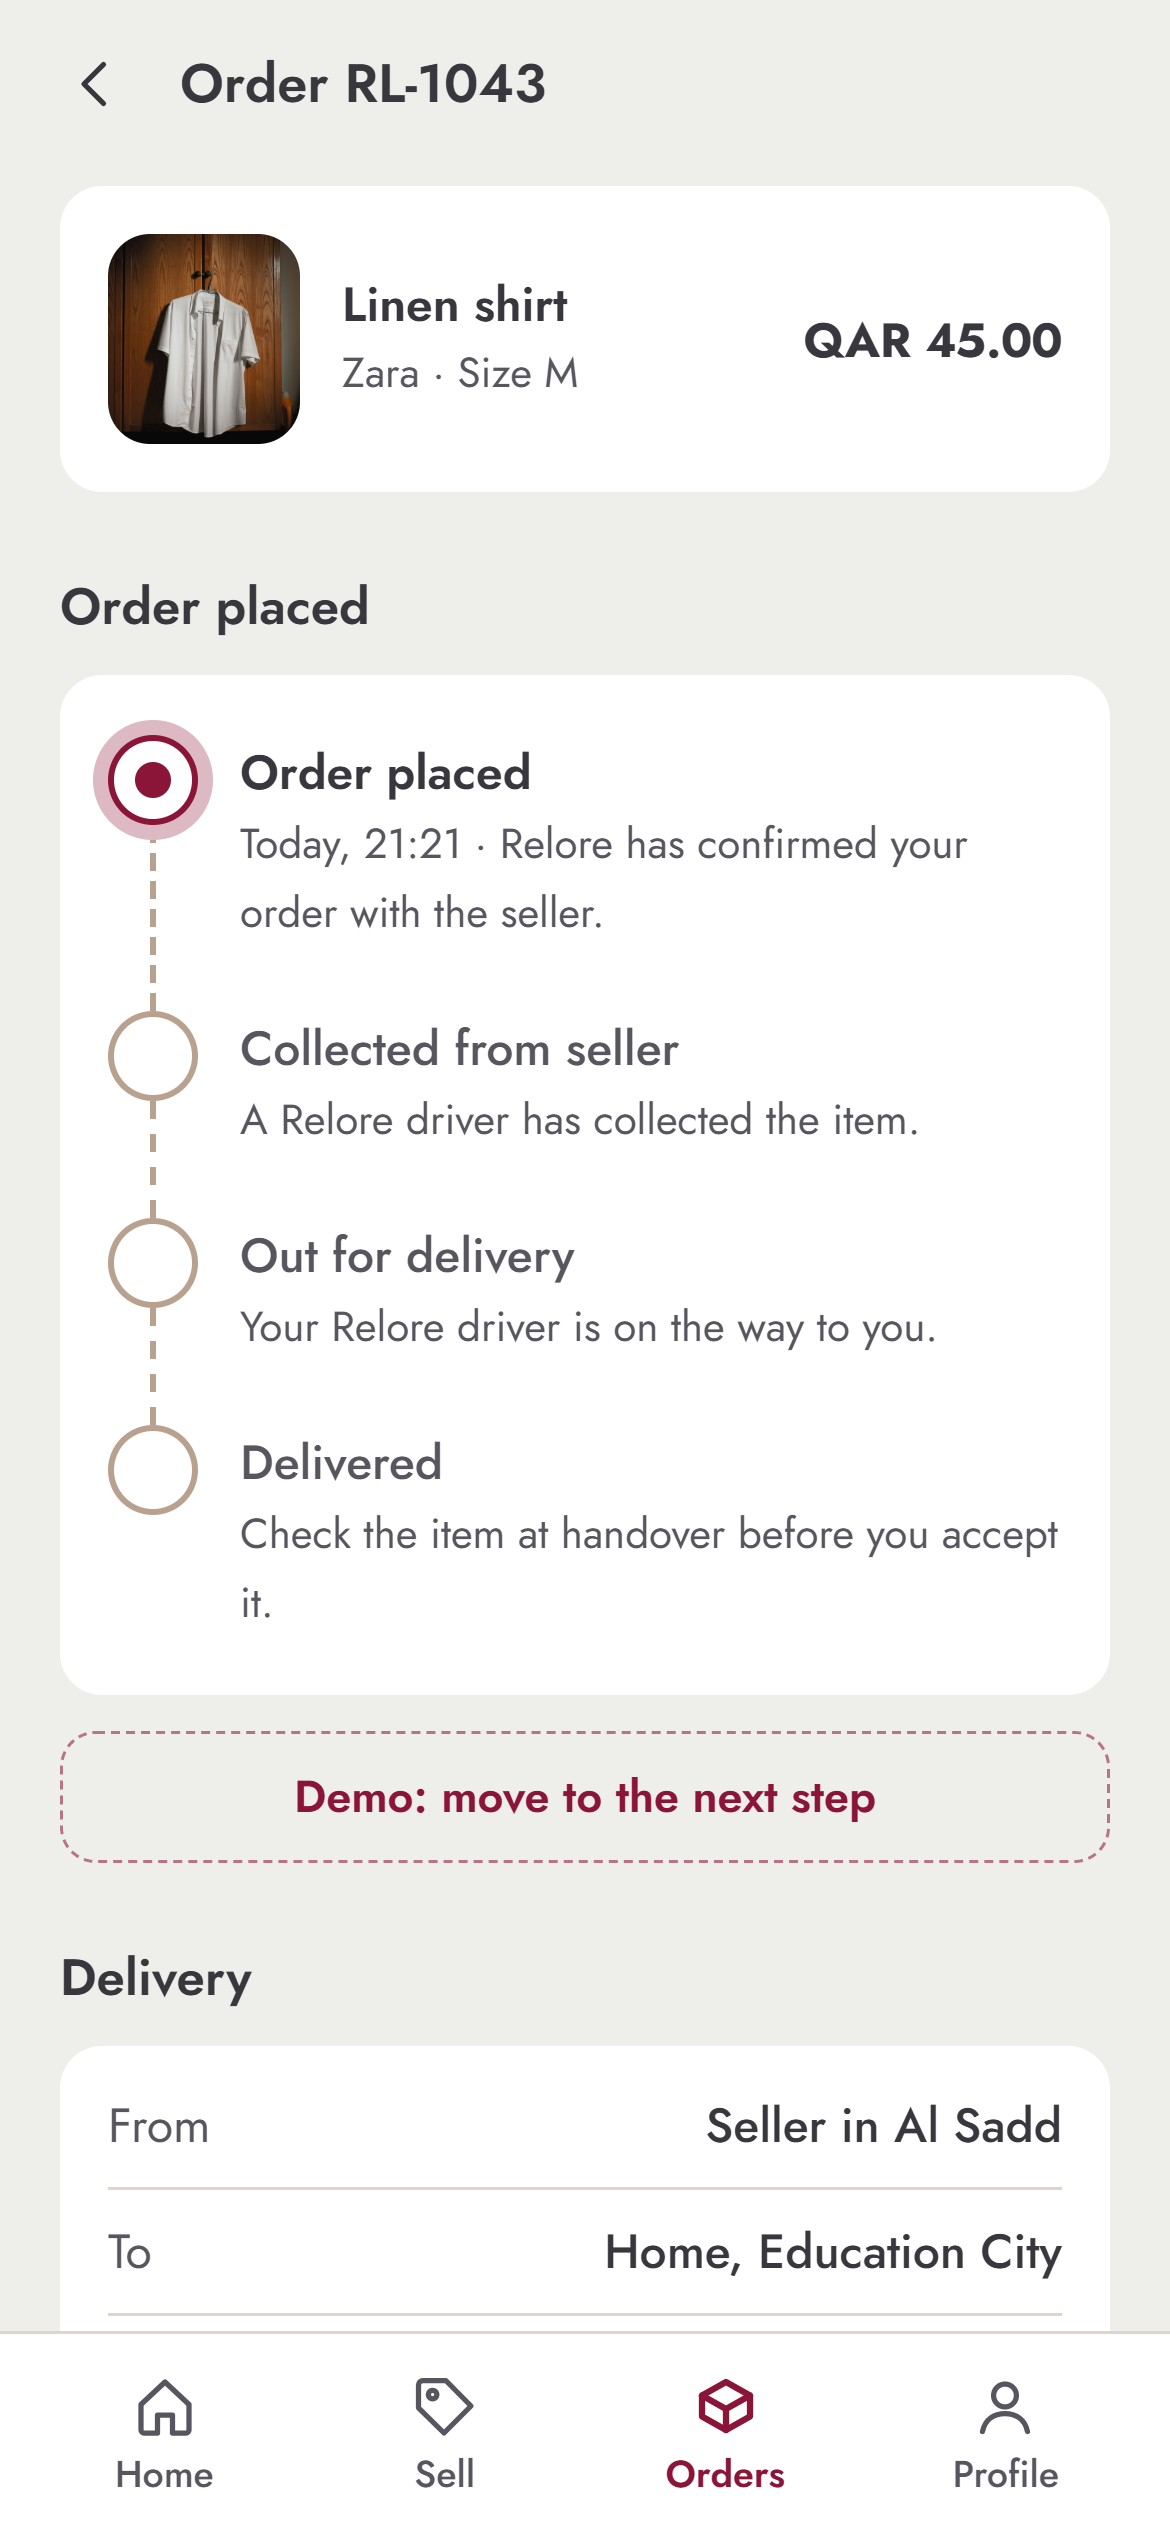 Order RL-1043
Linen shirt
Zara · Size M
QAR 45.00
Order placed
Order placed
Today, 21:21 · Relore has confirmed your
order with the seller.
Collected from seller
A Relore driver has collected the item.
Out for delivery
Your Relore driver is on the way to you.
Delivered
Check the item at handover before you accept
it.
Demo: move to the next step
Delivery
From
Seller in Al Sadd
To
Home, Education City
Home
Sell
Orders
Profile